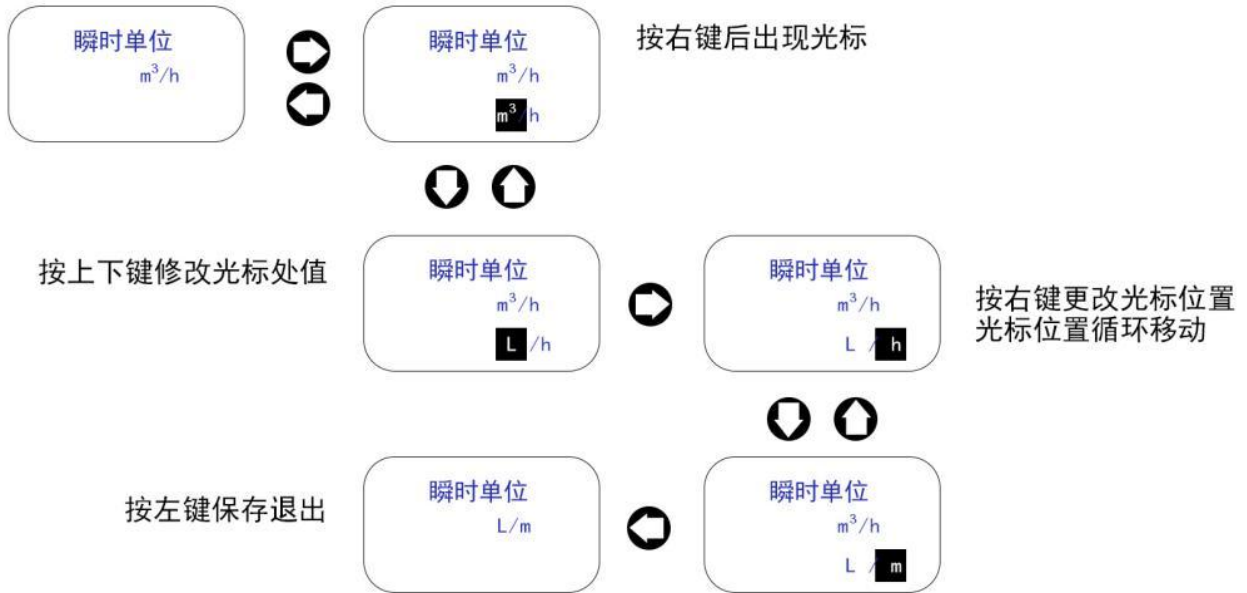 瞬时单位
m³/h
瞬时单位
m³/h
m³/h
按右键后出现光标
按上下键修改光标处值
瞬时单位
m³/h
L /h
瞬时单位
m³/h
L / h
按右键更改光标位置
光标位置循环移动
按左键保存退出
瞬时单位
L/m
瞬时单位
m³/h
L / m